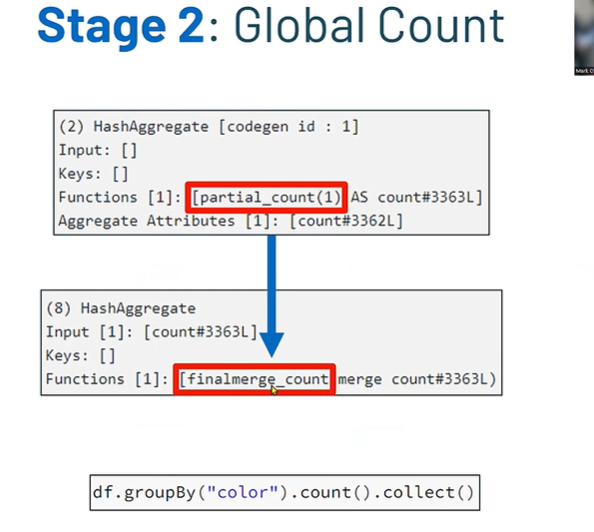 Stage 2: Global Count
(2) HashAggregate [codegen id : 1]
Input: []
Keys: []
Functions [1]: [partial_count(1) AS count#3363L]
Aggregate Attributes [1]: [count#3362L]
(8) HashAggregate
Input [1]: [count#3363L]
Keys: []
Functions [1]: [finalmerge_count merge count#3363L)
df.groupBy("color").count().collect()